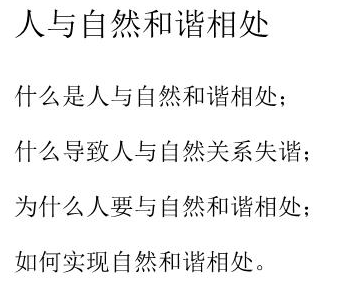 人与自然和谐相处
什么是人与自然和谐相处；
什么导致人与自然关系失谐；
为什么人要与自然和谐相处；
如何实现自然和谐相处。